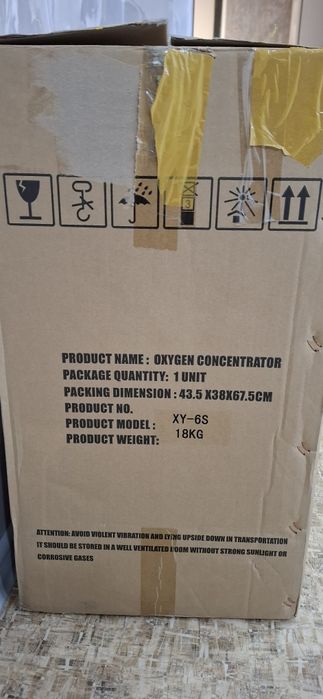 3
PRODUCT NAME : OXYGEN CONCENTRATOR
PACKAGE QUANTITY: 1 UNIT
PACKING DIMENSION : 43.5 X38X67.5CM
PRODUCT NO.
PRODUCT MODEL : XY-6S
PRODUCT WEIGHT: 18KG
ATTENTION: AVOID VIOLENT VIBRATION AND LYING UPSIDE DOWN IN TRANSPORTATION
IT SHOULD BE STORED IN A WELL VENTILATED ROOM WITHOUT STRONG SUNLIGHT OR
CORROSIVE GASES